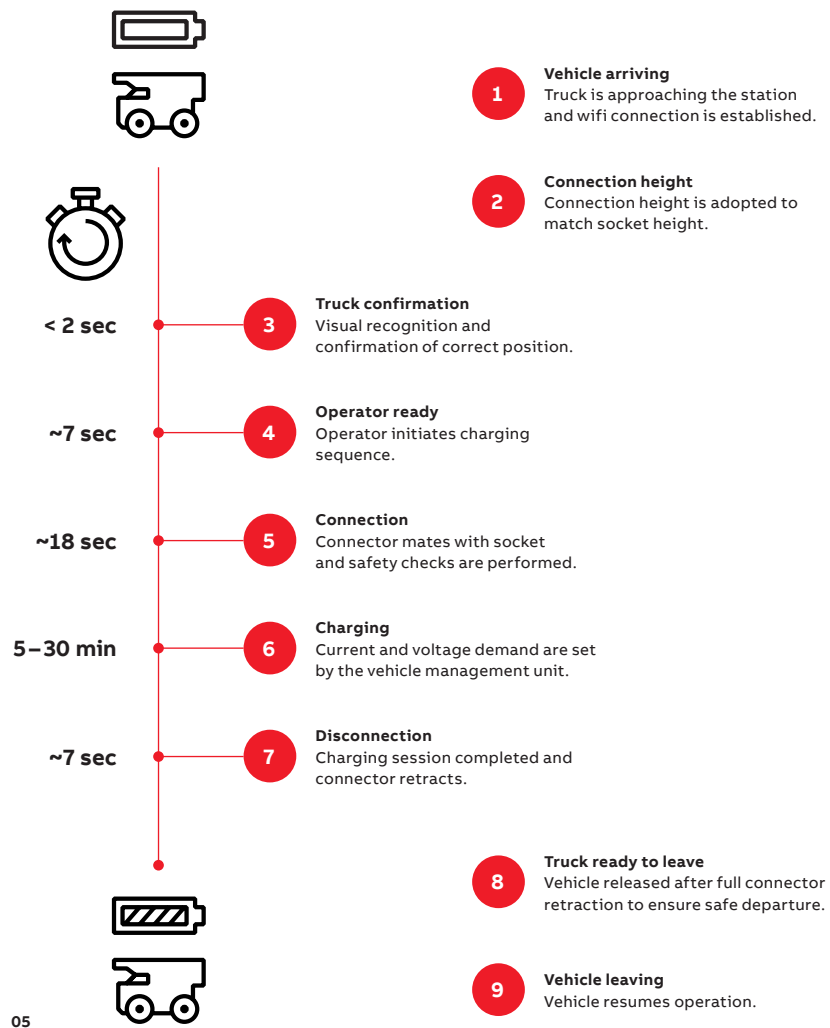 1
Vehicle arriving
Truck is approaching the station
and wifi connection is established.
2
Connection height
Connection height is adopted to
match socket height.
< 2 sec
3
Truck confirmation
Visual recognition and
confirmation of correct position.
~7 sec
4
Operator ready
Operator initiates charging
sequence.
~18 sec
5
Connection
Connector mates with socket
and safety checks are performed.
5–30 min
6
Charging
Current and voltage demand are set
by the vehicle management unit.
~7 sec
7
Disconnection
Charging session completed and
connector retracts.
8
Truck ready to leave
Vehicle released after full connector
retraction to ensure safe departure.
9
Vehicle leaving
Vehicle resumes operation.
05